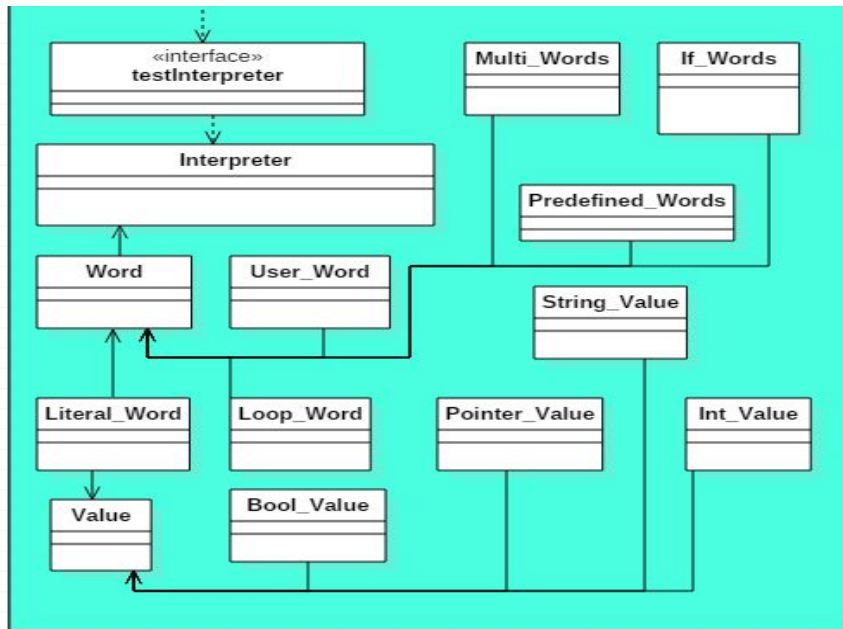 «interface»
testInterpreter
Multi_Words
If_Words
Interpreter
Predefined_Words
Word
User_Word
String_Value
Literal_Word
Loop_Word
Pointer_Value
Int_Value
Value
Bool_Value